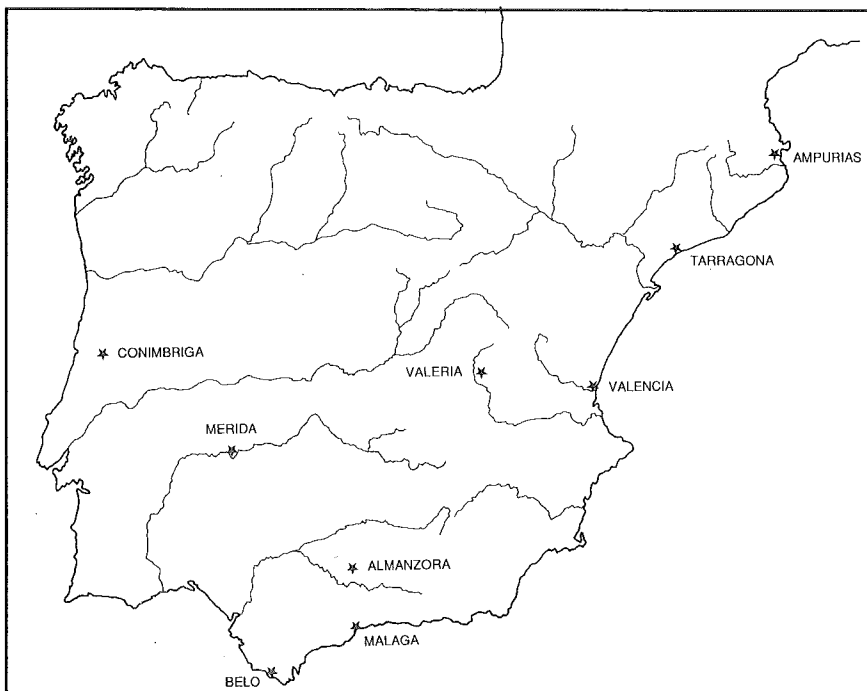 AMPURIAS
TARRAGONA
CONIMBRIGA
VALERIA
VALENCIA
MERIDA
ALMANZORA
MALAGA
BELO